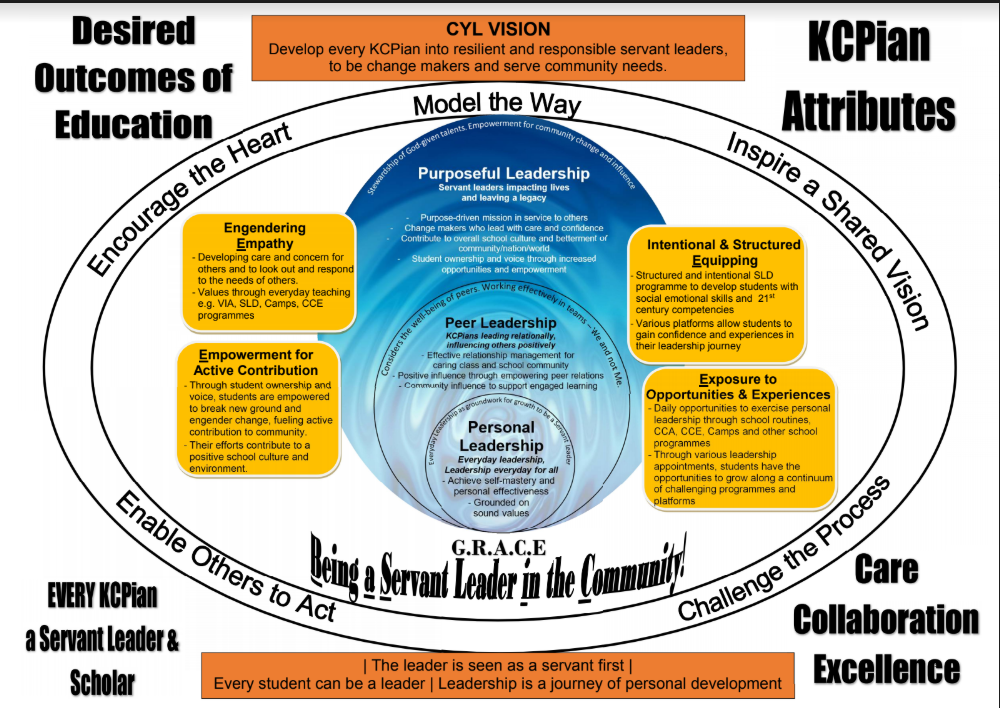 Desired
Outcomes of
Education
CYL VISION
Develop every KCPian into resilient and responsible servant leaders,
to be change makers and serve community needs.
KCPian
Attributes
Encourage the Heart
Model the Way
Inspire a Shared Vision
Stewardship of God-given talents. Empowerment for community change and influence
Purposeful Leadership
Servant leaders impacting lives
and leaving a legacy
- Purpose-driven mission in service to others
- Change makers who lead with care and confidence
- Contribute to overall school culture and betterment of
community/nation/world
- Student ownership and voice through increased
opportunities and empowerment
Engendering
Empathy
- Developing care and concern for
others and to look out and respond
to the needs of others.
- Values through everyday teaching
e.g. VIA, SLD, Camps, CCE
programmes
Empowerment for
Active Contribution
- Through student ownership and
voice, students are empowered
to break new ground and
engender change, fueling active
contribution to community.
- Their efforts contribute to a
positive school culture and
environment.
Considers the well-being of peers. Working effectively in teams – We and not Me.
Peer Leadership
KCPians leading relationally,
influencing others positively
- Effective relationship management for
caring class and school community
- Positive influence through empowering peer relations
- Community influence to support engaged learning
Everyday Leadership as groundwork for growth to be a Servant Leader
Personal
Leadership
Everyday leadership,
Leadership everyday for all
- Achieve self-mastery and
personal effectiveness
- Grounded on
sound values
Intentional & Structured
Equipping
- Structured and intentional SLD
programme to develop students with
social emotional skills and 21st
century competencies
- Various platforms allow students to
gain confidence and experiences in
their leadership journey
Exposure to
Opportunities & Experiences
- Daily opportunities to exercise personal
leadership through school routines,
CCA, CCE, Camps and other school
programmes
- Through various leadership
appointments, students have the
opportunities to grow along a continuum
of challenging programmes and
platforms
G.R.A.C.E
Being a Servant Leader in the Community!
Enable Others to Act
Challenge the Process
EVERY KCPian
a Servant Leader &
Scholar
Care
Collaboration
Excellence
| The leader is seen as a servant first |
Every student can be a leader | Leadership is a journey of personal development